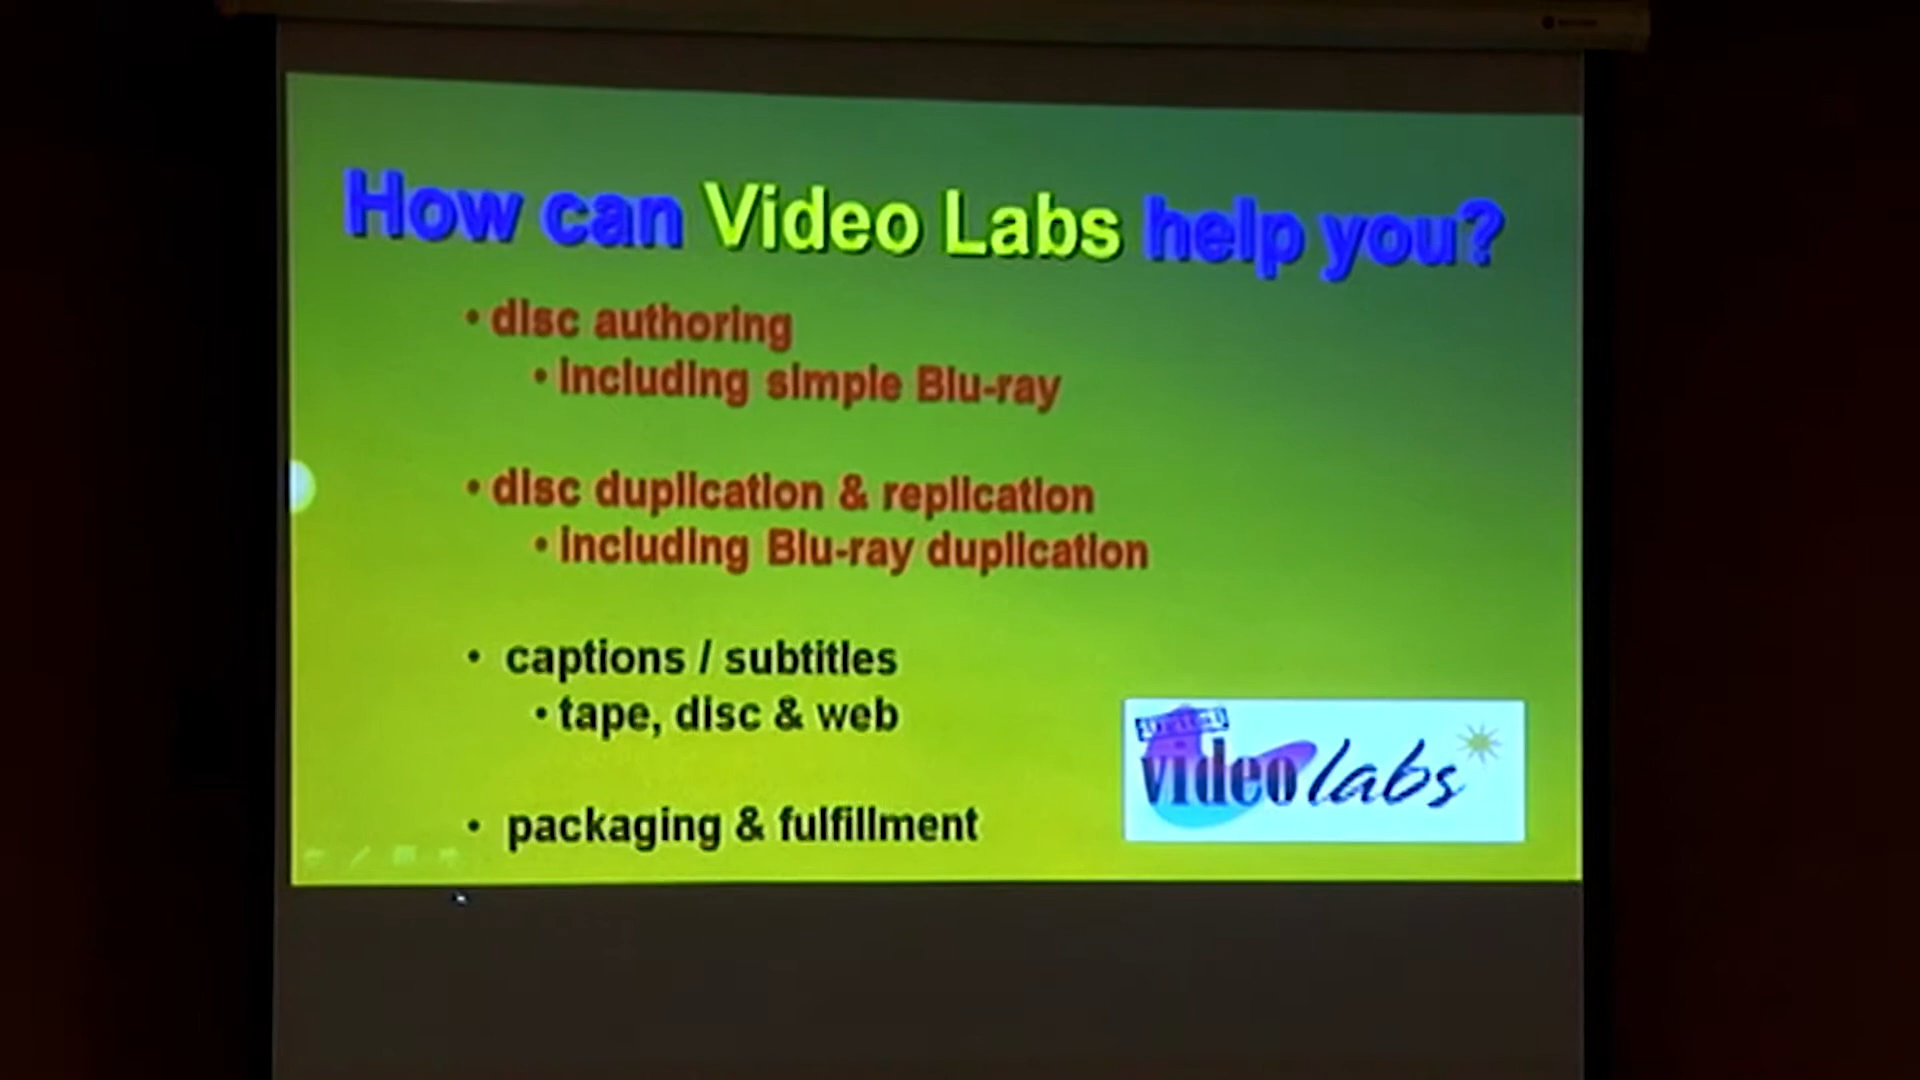 How can Video Labs help you?
• disc authoring
• including simple Blu-ray
• disc duplication & replication
• including Blu-ray duplication
• captions / subtitles
• tape, disc & web
• packaging & fulfillment
video labs